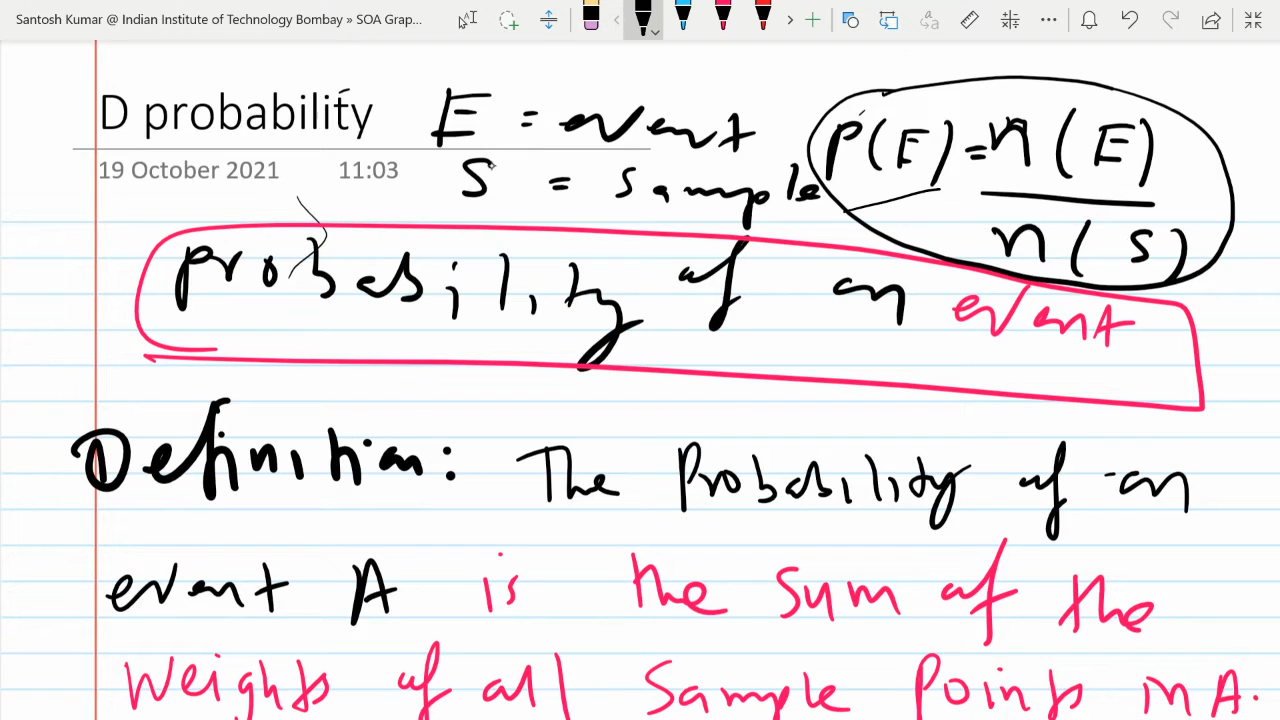 Santosh Kumar @ Indian Institute of Technology Bombay » SOA Grap...
D probability
E = event
19 October 2021 11:03
S = sample
P(E) = n(E)
n(S)
probability of an event
Definition: The Probability of an
event A is the sum of the
Weights of all Sample Points in A.